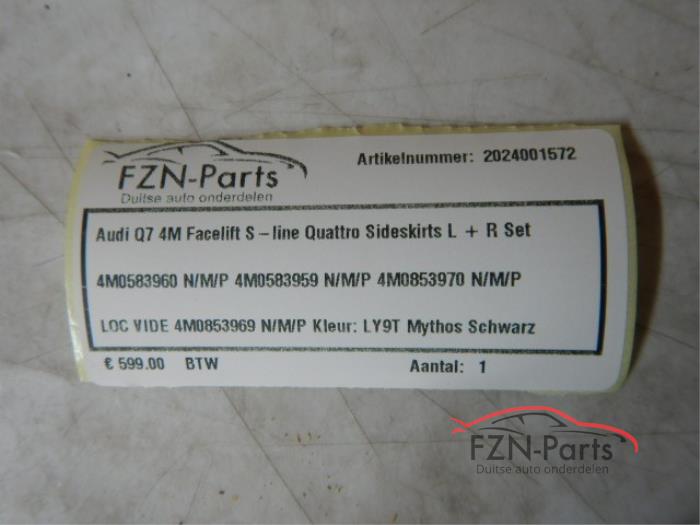 FZN-Parts
Duitse auto onderdelen
Artikelnummer: 2024001572
Audi Q7 4M Facelift S-line Quattro Sideskirts L + R Set
4M0583960 N/M/P 4M0583959 N/M/P 4M0853970 N/M/P
LOC VIDE 4M0853969 N/M/P Kleur: LY9T Mythos Schwarz
€ 599.00 BTW
Aantal: 1
FZN-Parts
Duitse auto onderdelen